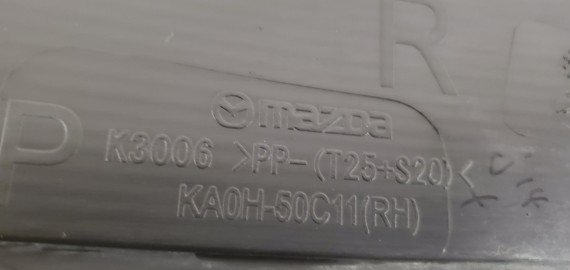 R
mazda
P
K3006 >PP-(T25+S20)<
KA0H-50C11(RH)